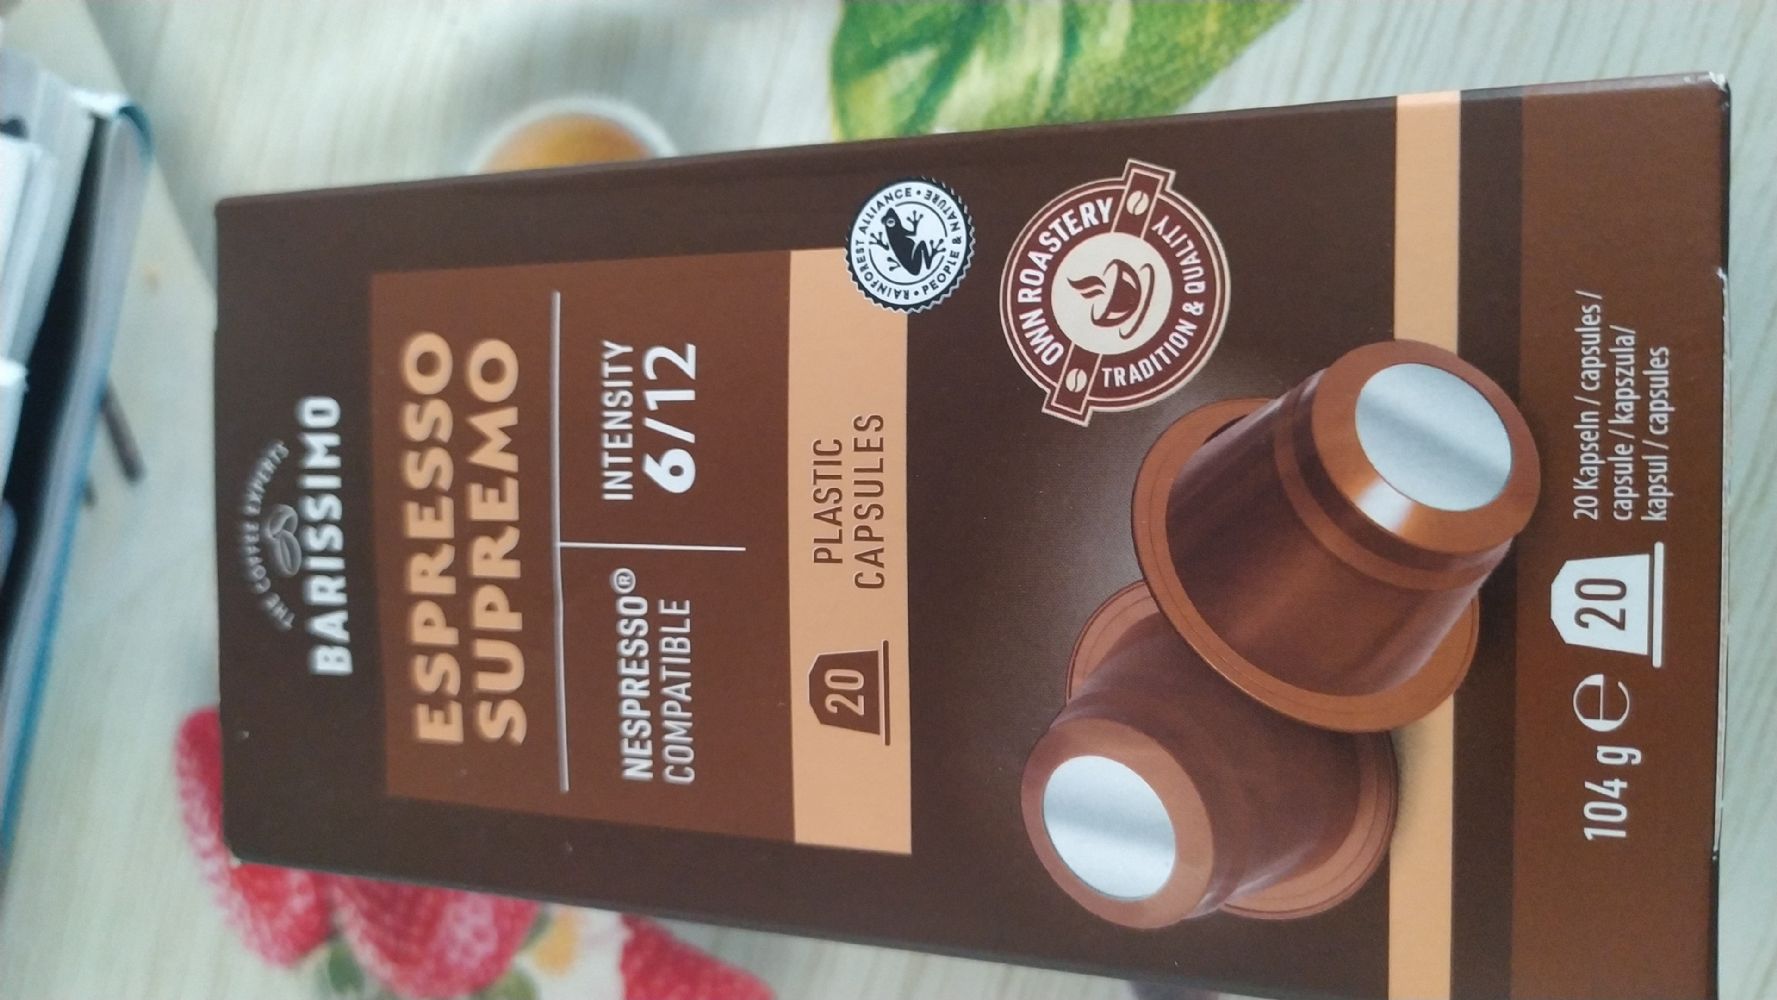 THE COFFEE EXPERTS
BARISSIMO
ESPRESSO
SUPREMO
NESPRESSO®
COMPATIBLE
INTENSITY
6/12
20
PLASTIC
CAPSULES
RAINFOREST ALLIANCE • PEOPLE & NATURE •
OWN ROASTERY
TRADITION & QUALITY
104 g ℮
20
20 Kapseln / capsules /
capsule / kapszula/
kapsul / capsules